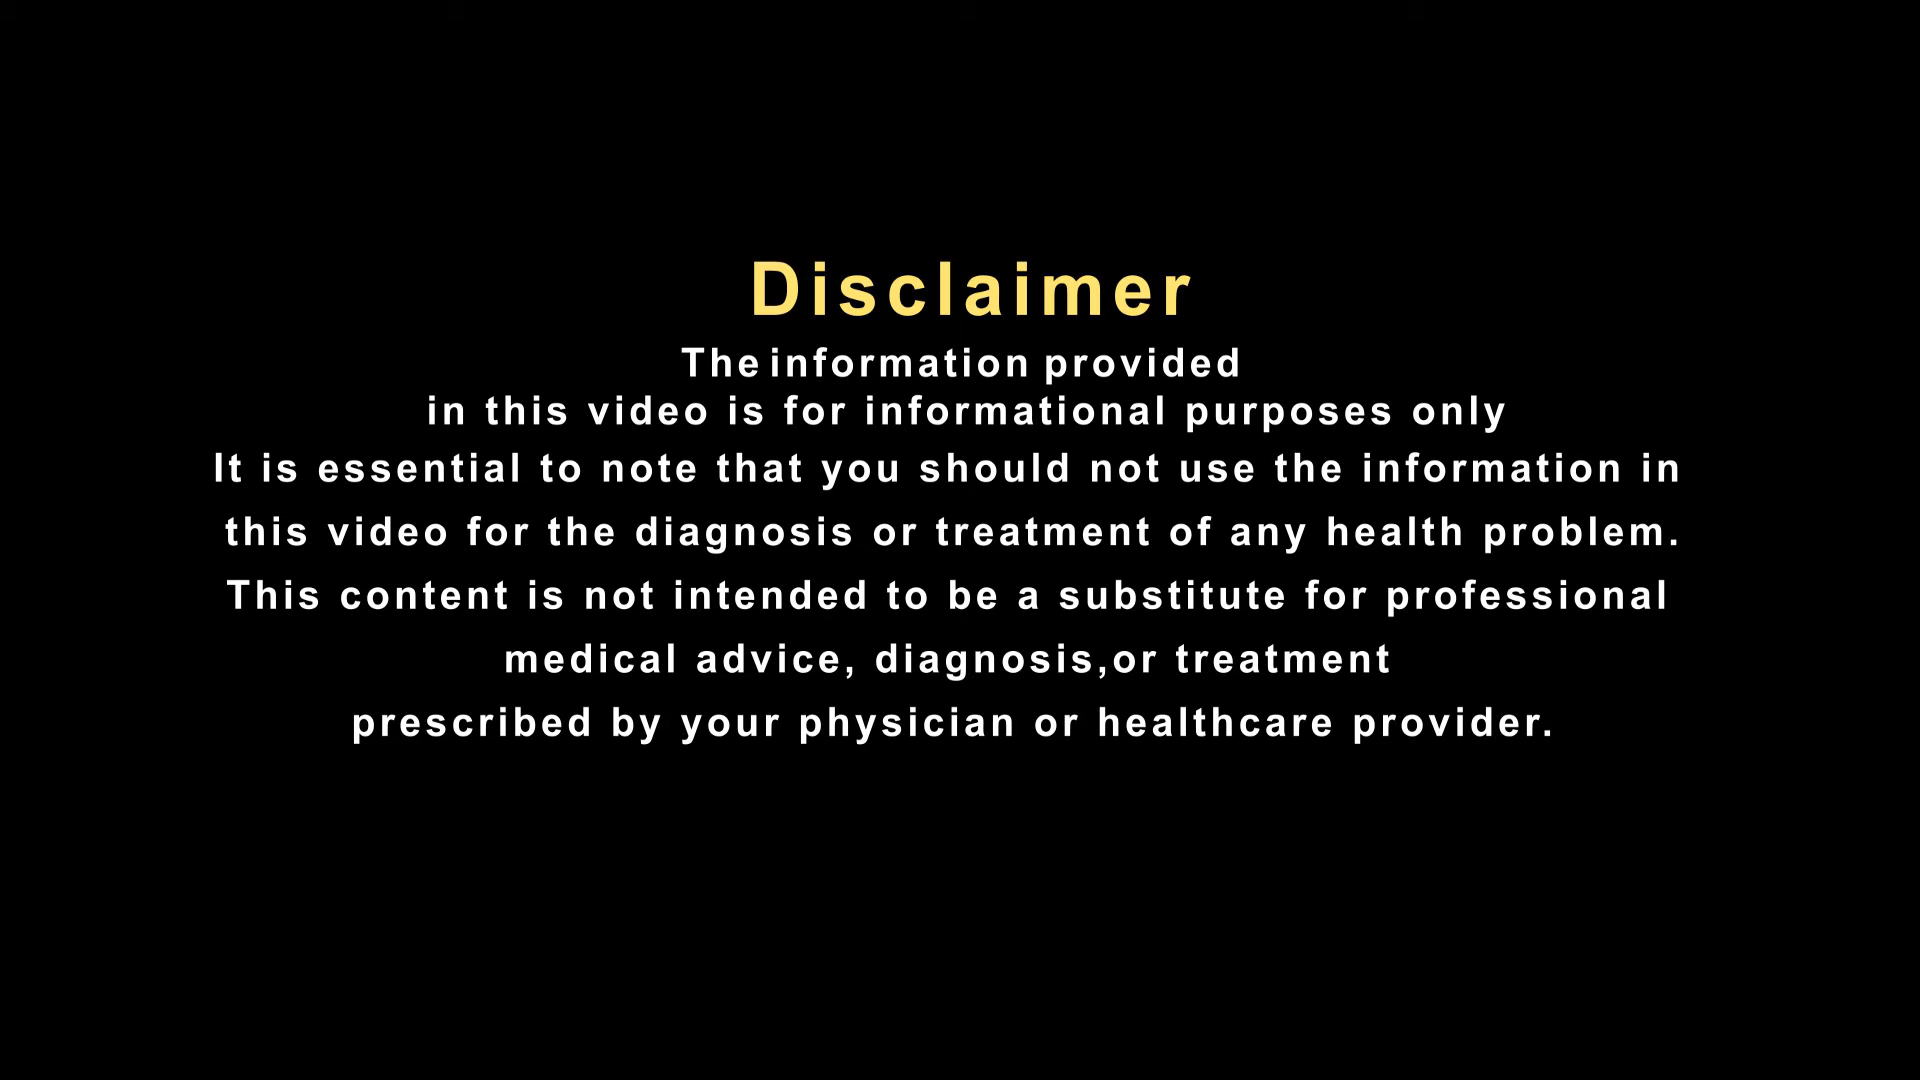 Disclaimer
The information provided
in this video is for informational purposes only
It is essential to note that you should not use the information in
this video for the diagnosis or treatment of any health problem.
This content is not intended to be a substitute for professional
medical advice, diagnosis,or treatment
prescribed by your physician or healthcare provider.